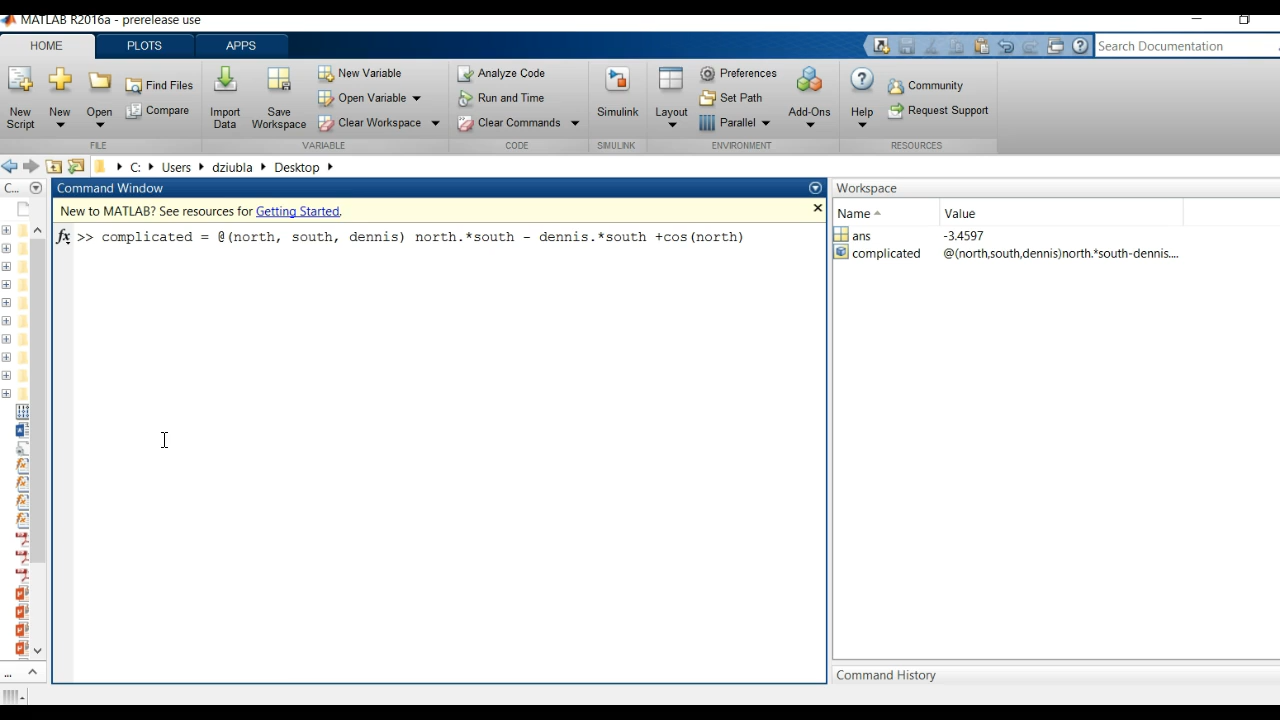 MATLAB R2016a - prerelease use
HOME PLOTS APPS Search Documentation
New Script
New
Open
Find Files
Compare
FILE
Import Data
Save Workspace
New Variable
Open Variable
Clear Workspace
VARIABLE
Analyze Code
Run and Time
Clear Commands
CODE
Simulink
SIMULINK
Layout
Preferences
Set Path
Parallel
Add-Ons
ENVIRONMENT
Help
Community
Request Support
RESOURCES
C: Users dziubla Desktop
C...
Command Window
New to MATLAB? See resources for Getting Started.
fx >> complicated = @(north, south, dennis) north.*south - dennis.*south +cos(north)
Workspace
Name Value
ans -3.4597
complicated @(north,south,dennis)north.*south-dennis....
...
Command History